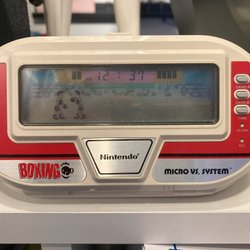 12:37
Nintendo
BOXING
MICRO VS. SYSTEM